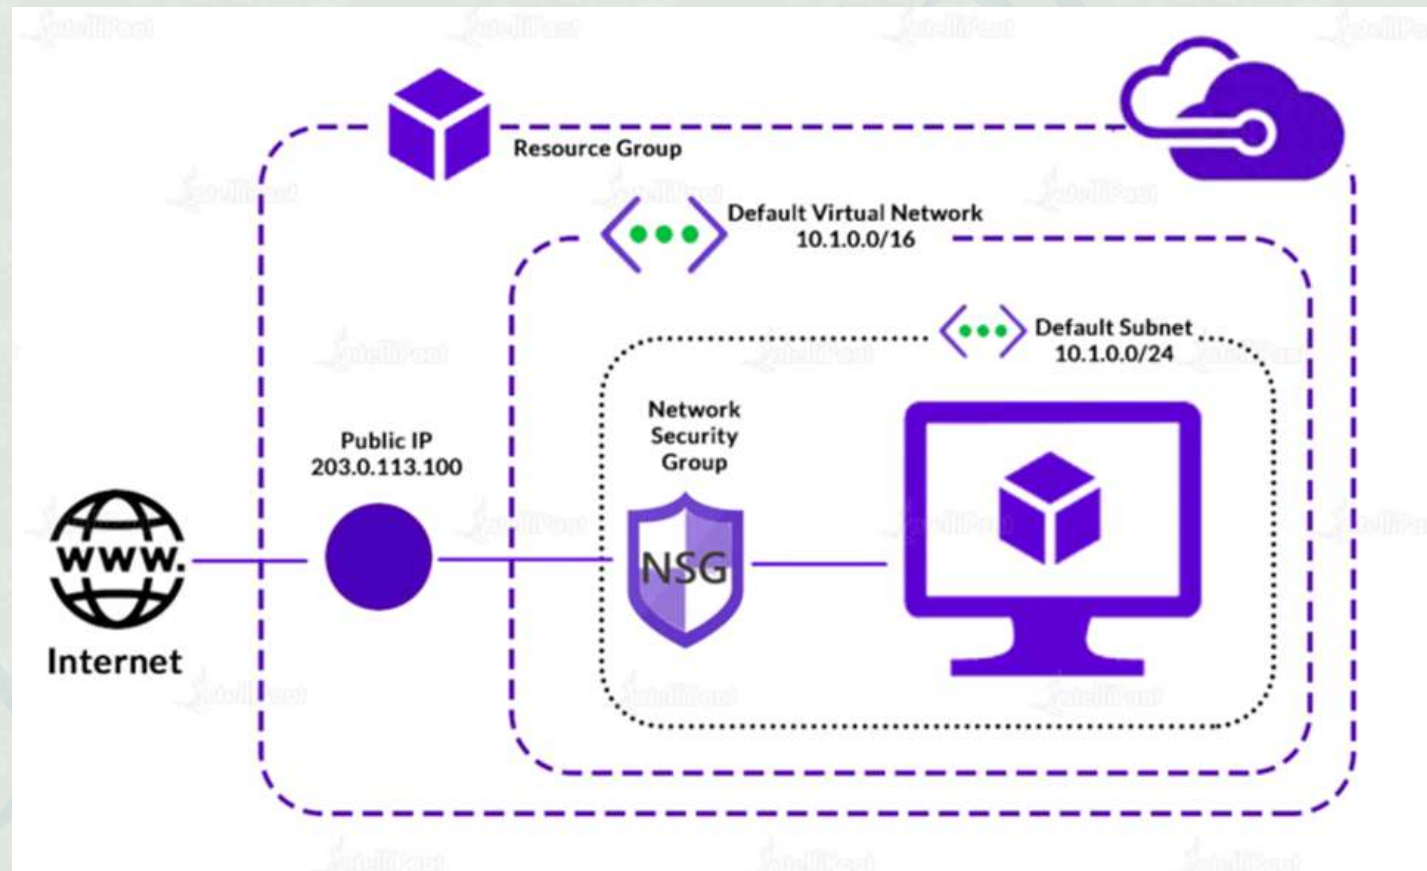 Resource Group
Default Virtual Network
10.1.0.0/16
Default Subnet
10.1.0.0/24
Network
Security
Group
Public IP
203.0.113.100
NSG
www.
Internet